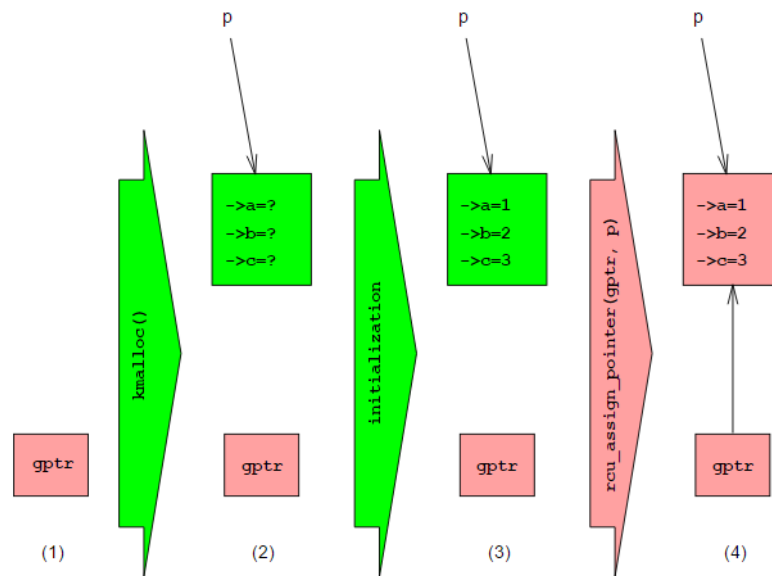 p
p
p
->a=?
->b=?
->c=?
->a=1
->b=2
->c=3
->a=1
->b=2
->c=3
kmalloc()
initialization
rcu_assign_pointer(gptr, p)
gptr
gptr
gptr
gptr
(1)
(2)
(3)
(4)